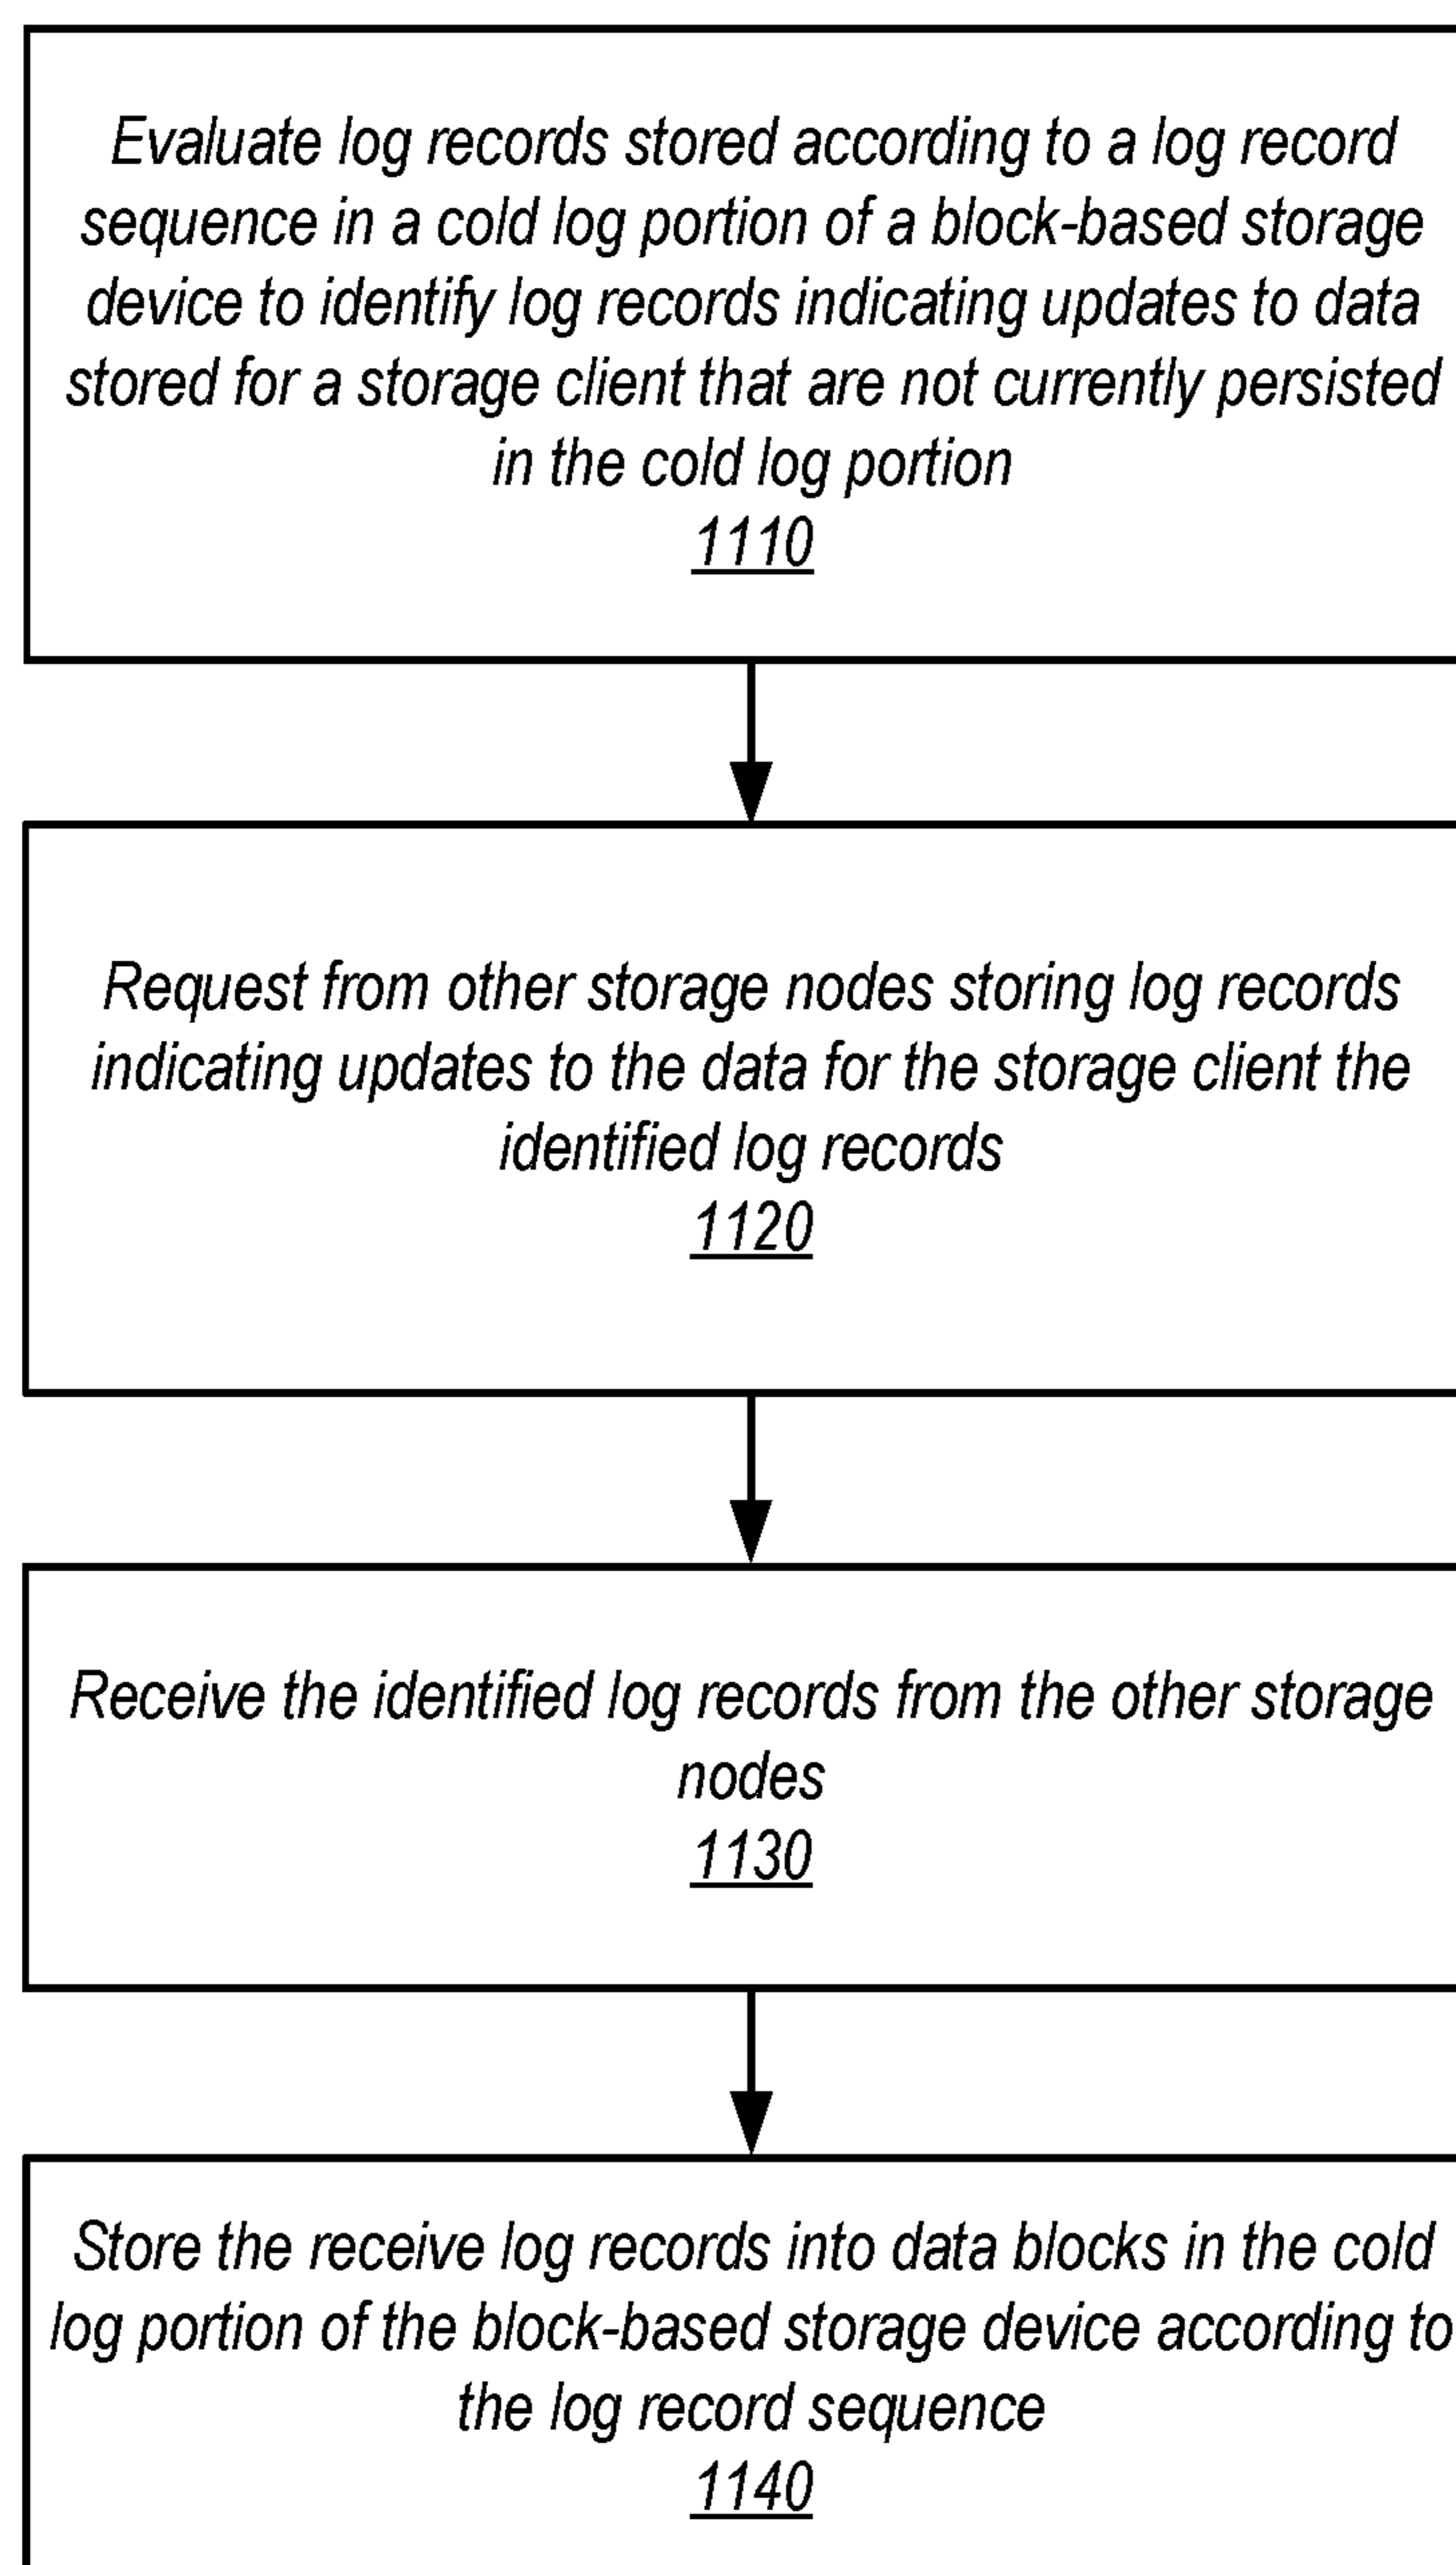 Evaluate log records stored according to a log record
sequence in a cold log portion of a block-based storage
device to identify log records indicating updates to data
stored for a storage client that are not currently persisted
in the cold log portion
1110
Request from other storage nodes storing log records
indicating updates to the data for the storage client the
identified log records
1120
Receive the identified log records from the other storage
nodes
1130
Store the receive log records into data blocks in the cold
log portion of the block-based storage device according to
the log record sequence
1140